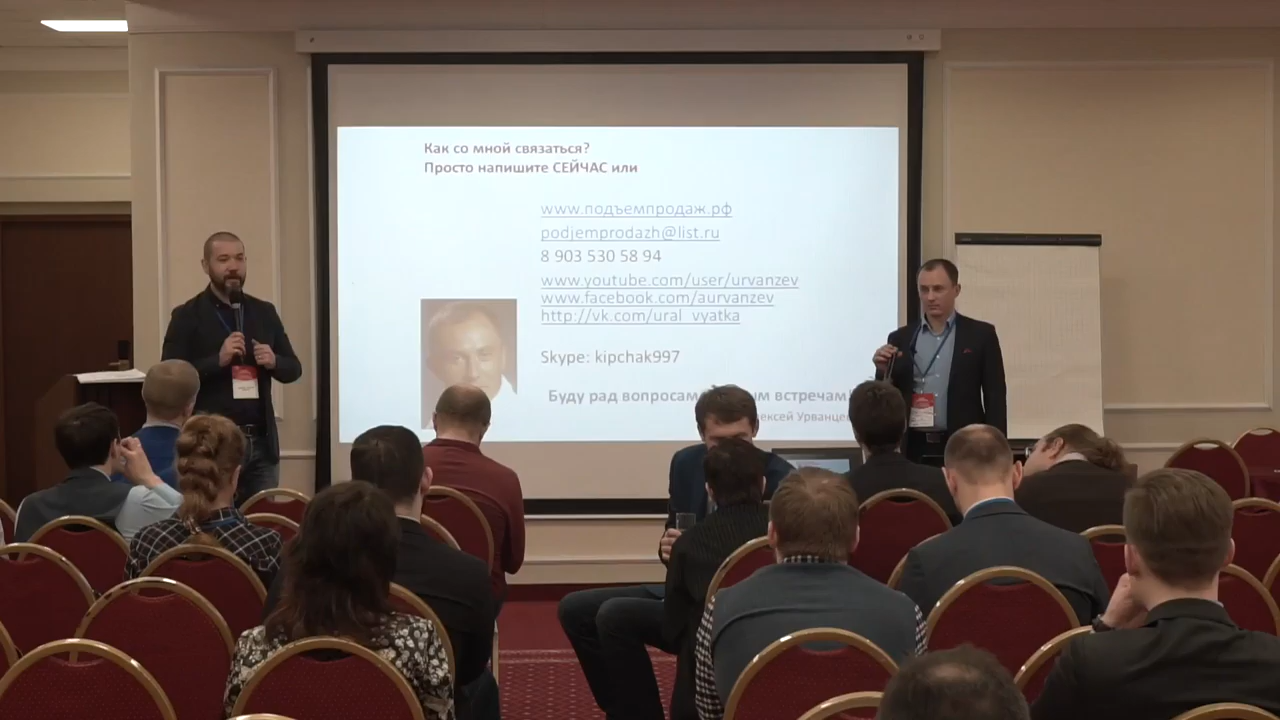 Как со мной связаться?
Просто напишите СЕЙЧАС или
www.подъемпродаж.рф
podjemprodazh@list.ru
8 903 530 58 94
www.youtube.com/user/urvanzev
www.facebook.com/aurvanzev
http://vk.com/ural_vyatka
Skype: kipchak997
Буду рад вопросам встречам